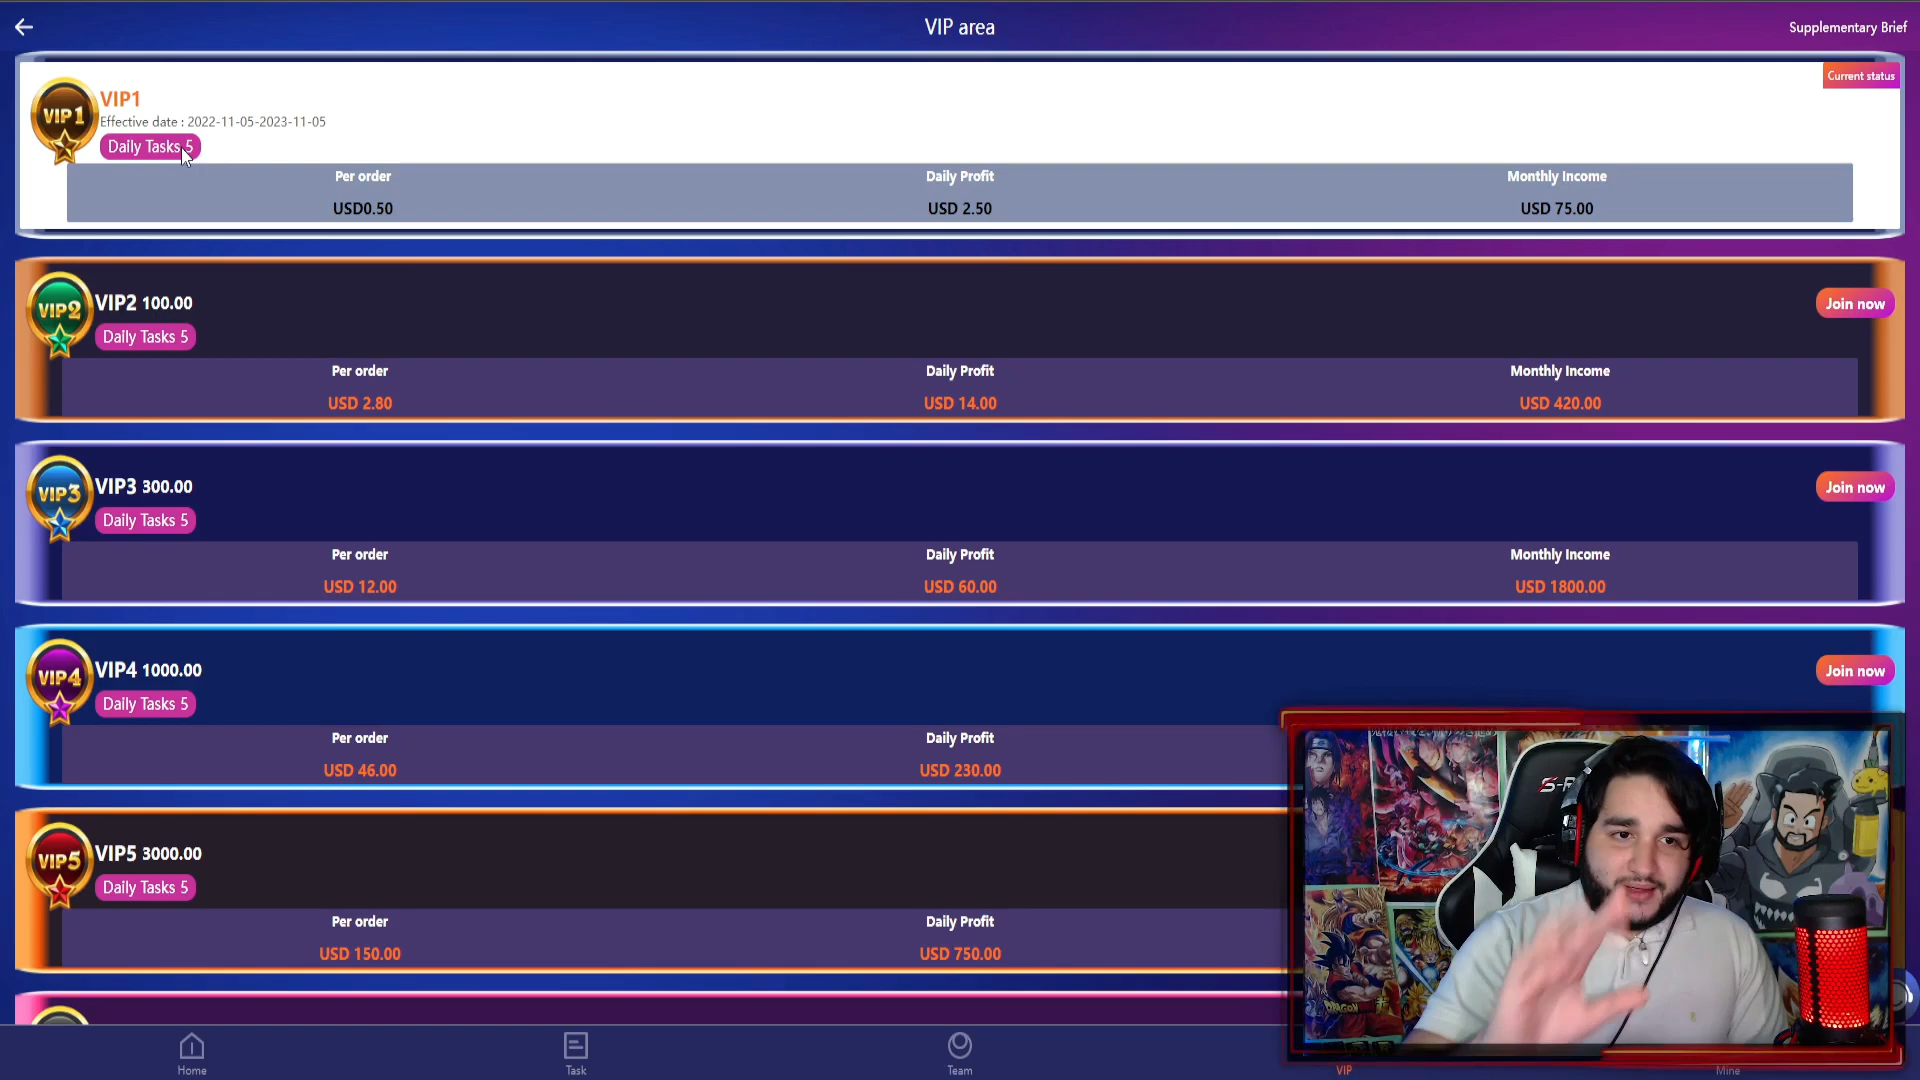 VIP area
Supplementary Brief
Current status
VIP 1
VIP1
Effective date : 2022-11-05-2023-11-05
Daily Tasks 5
Per order
Daily Profit
Monthly Income
USD0.50
USD 2.50
USD 75.00
VIP2
VIP2 100.00
Join now
Daily Tasks 5
Per order
Daily Profit
Monthly Income
USD 2.80
USD 14.00
USD 420.00
VIP3
VIP3 300.00
Join now
Daily Tasks 5
Per order
Daily Profit
Monthly Income
USD 12.00
USD 60.00
USD 1800.00
VIP4
VIP4 1000.00
Join now
Daily Tasks 5
Per order
Daily Profit
USD 46.00
USD 230.00
VIP5
VIP5 3000.00
Daily Tasks 5
Per order
Daily Profit
USD 150.00
USD 750.00
Home
Task
Team
VIP
Mine